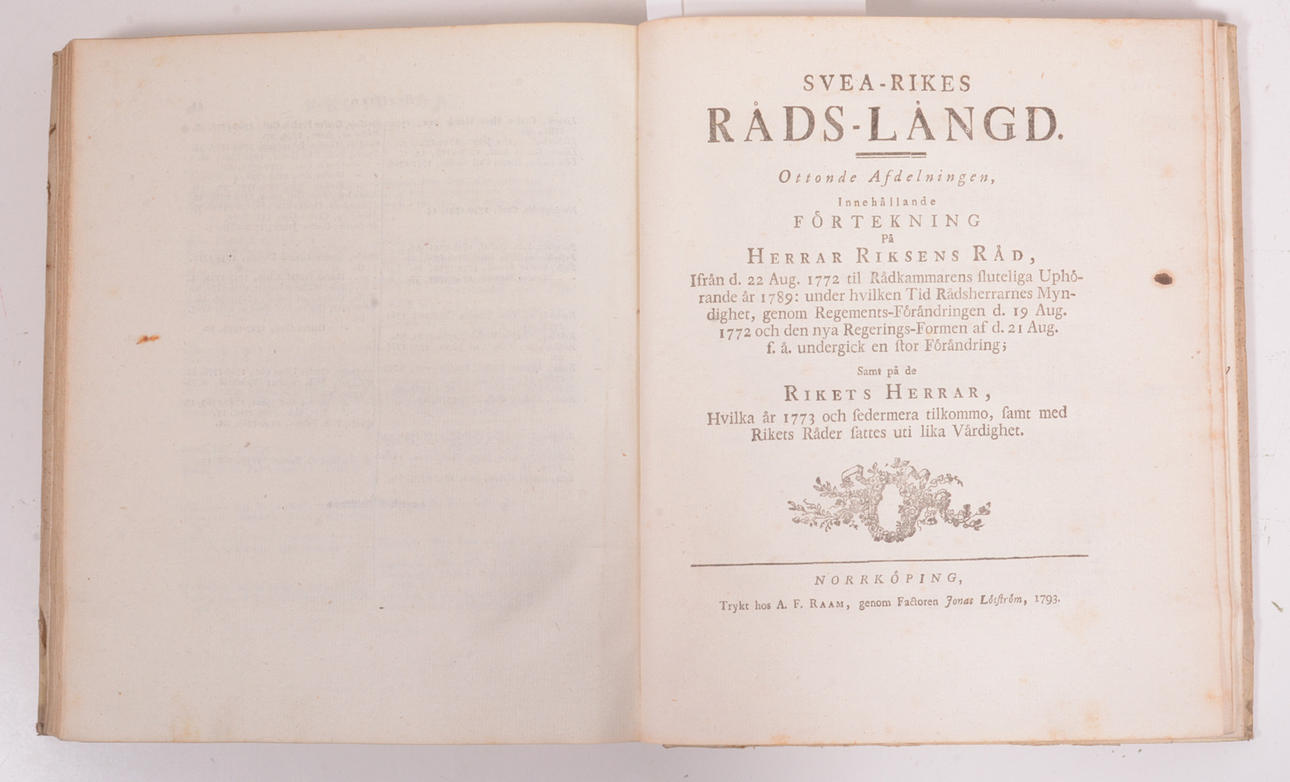 SVEA-RIKES
RÅDS-LÅNGD.
Ottonde Afdelningen,
Innehållande
FÖRTEKNING
På
HERRAR RIKSENS RÅD,
Ifrån d. 22 Aug. 1772 til Rådkammarens ſluteliga Uphö-
rande år 1789: under hvilken Tid Rådsherrarnes Myn-
dighet, genom Regements-Förändringen d. 19 Aug.
1772 och den nya Regerings-Formen af d. 21 Aug.
ſ. å. undergick en ſtor Förändring;
Samt på de
RIKETS HERRAR,
Hvilka år 1773 och ſedermera tilkommo, ſamt med
Rikets Råder ſattes uti lika Värdighet.
NORRKÖPING,
Trykt hos A. F. RAAM, genom Factoren Jonas, 1793.